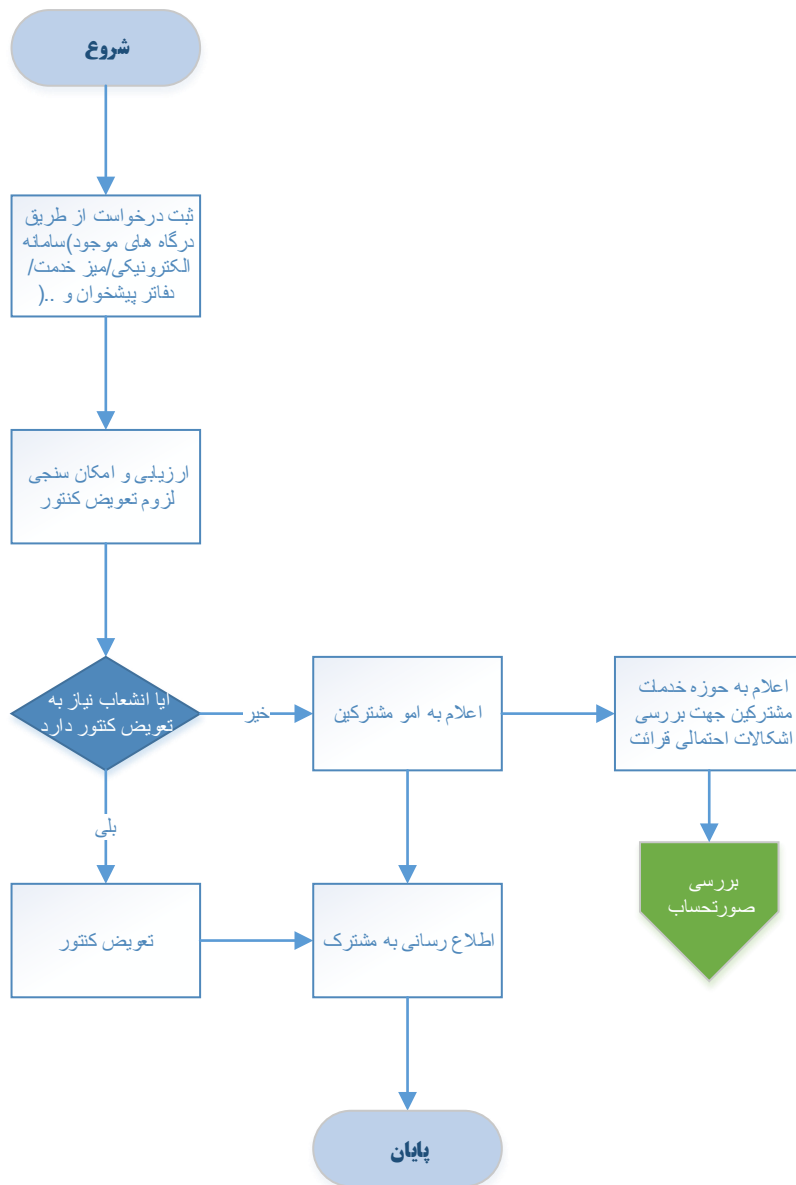 شروع
ثبت درخواست از طریق
درگاه های موجود)سامانه
الکترونیکی/میز خدمت/
دفاتر پیشخوان و ..(
ارزیابی و امکان سنجی
لزوم تعویض کنتور
ایا انشعاب نیاز به
تعویض کنتور دارد
خیر
اعلام به امو مشترکین
اعلام به حوزه خدمات
مشترکین جهت بررسی
اشکالات احتمالی قرائت
بلی
بررسی
صورتحساب
تعویض کنتور
اطلاع رسانی به مشترک
پایان